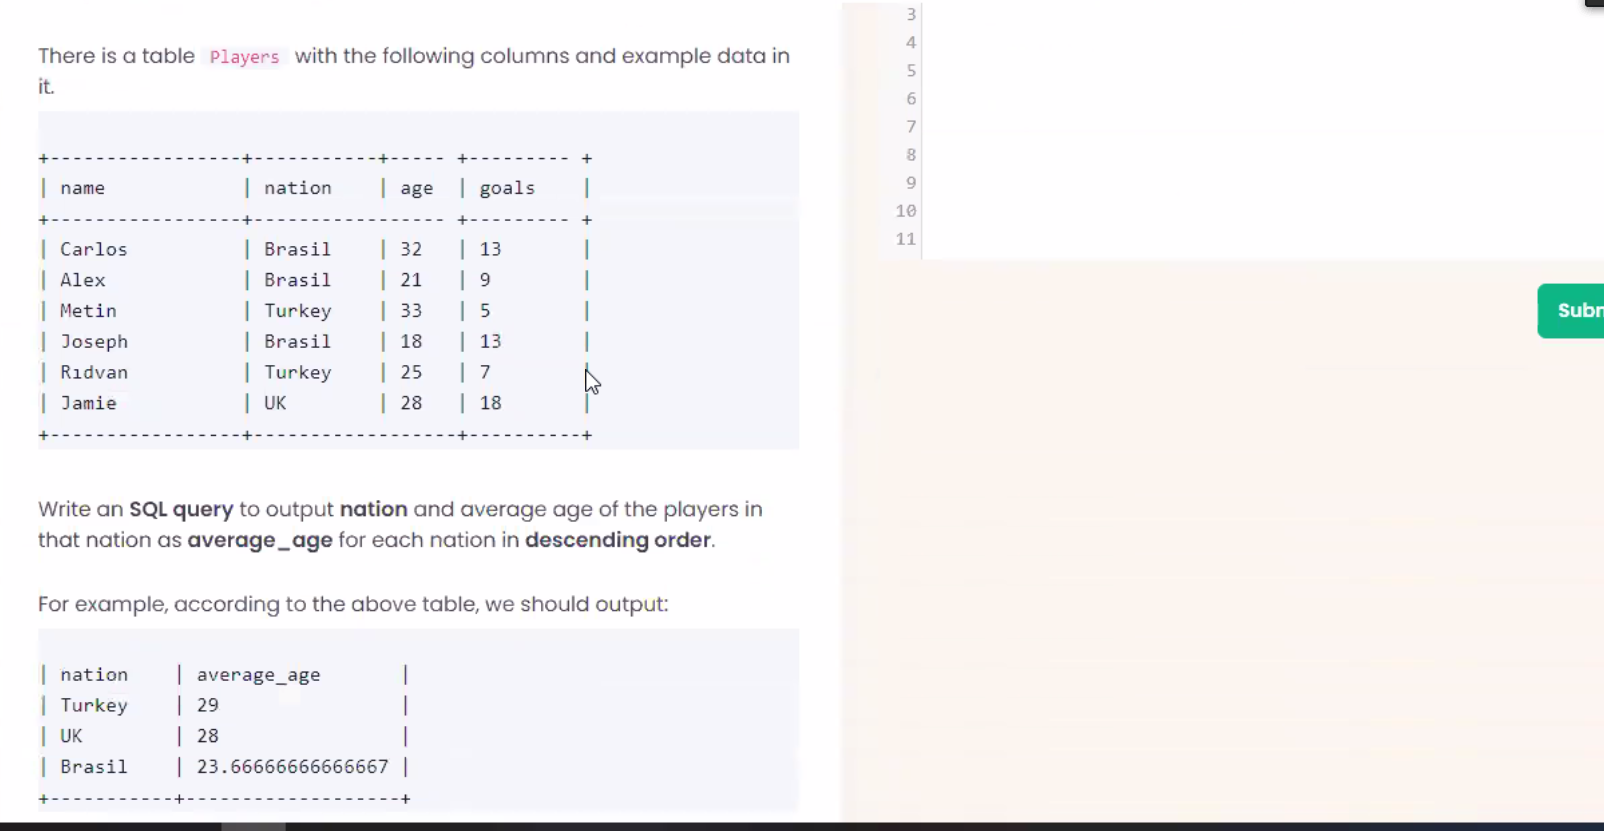 There is a table Players with the following columns and example data in
it.
+-----------------+-----------+----- +--------- +
| name | nation | age | goals |
+-----------------+----------------- +--------- +
| Carlos | Brasil | 32 | 13 |
| Alex | Brasil | 21 | 9 |
| Metin | Turkey | 33 | 5 |
| Joseph | Brasil | 18 | 13 |
| Rıdvan | Turkey | 25 | 7 |
| Jamie | UK | 28 | 18 |
+-----------------+------------------+----------+
Write an SQL query to output nation and average age of the players in
that nation as average_age for each nation in descending order.
For example, according to the above table, we should output:
| nation | average_age |
| Turkey | 29 |
| UK | 28 |
| Brasil | 23.66666666666667 |
+-----------+-------------------+
3
4
5
6
7
8
9
10
11